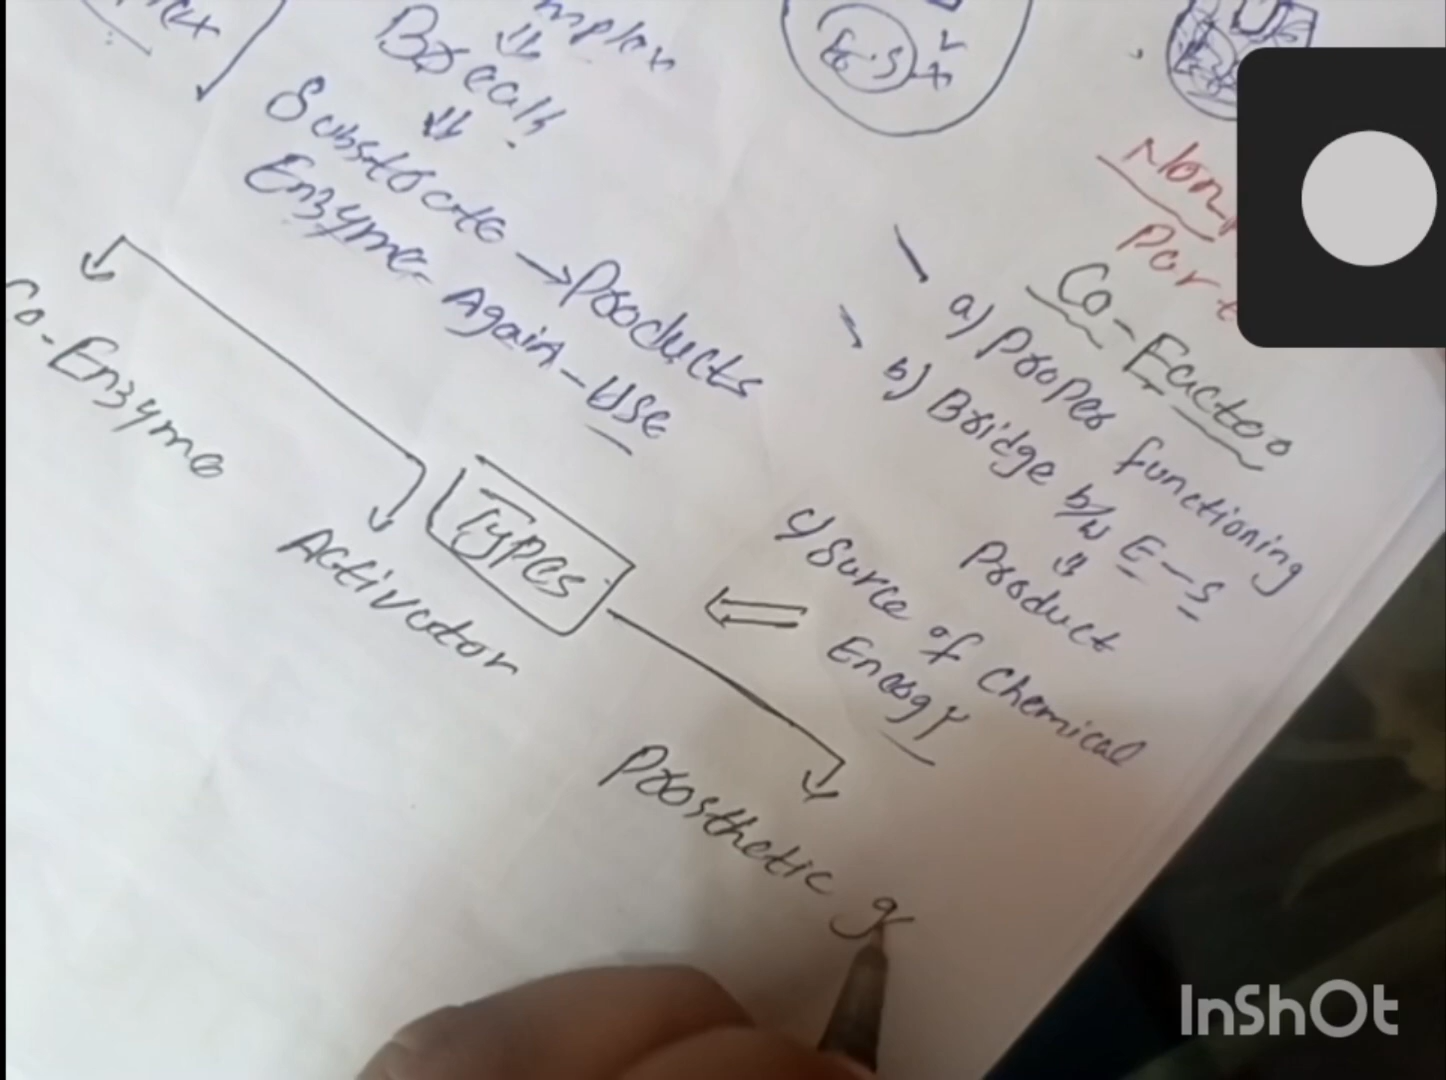 Break
Substrate → Products
Enzyme Again-Use
E-S
Co-Factor
a) Proper functioning
b) Bridge b/w E-S
Product
c) Surce of Chemical
Energy
Types
Co-Enzyme
Activator
Prosthetic g
InShOt